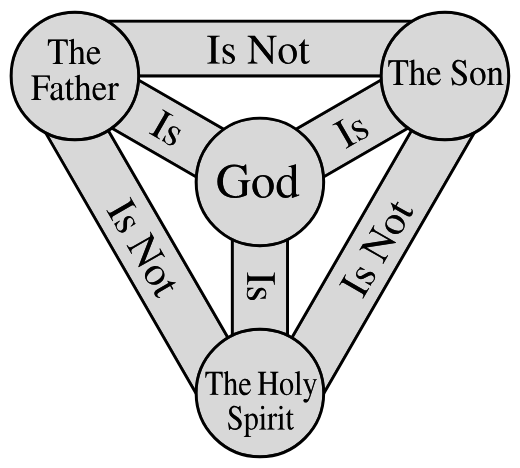 The
Father
Is Not
The Son
Is
Is
God
Is Not
Is
Is Not
The Holy
Spirit